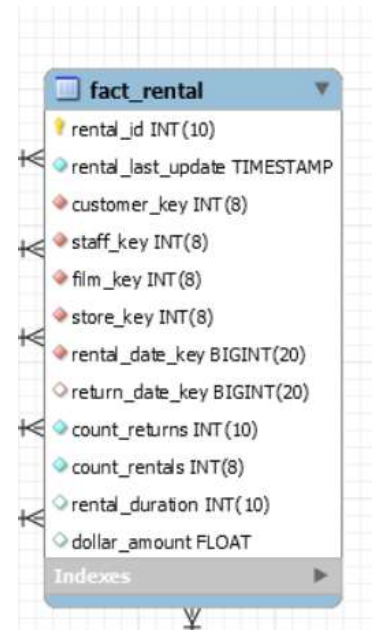 fact_rental
rental_id INT(10)
rental_last_update TIMESTAMP
customer_key INT(8)
staff_key INT(8)
film_key INT(8)
store_key INT(8)
rental_date_key BIGINT(20)
return_date_key BIGINT(20)
count_returns INT(10)
count_rentals INT(8)
rental_duration INT(10)
dollar_amount FLOAT
Indexes